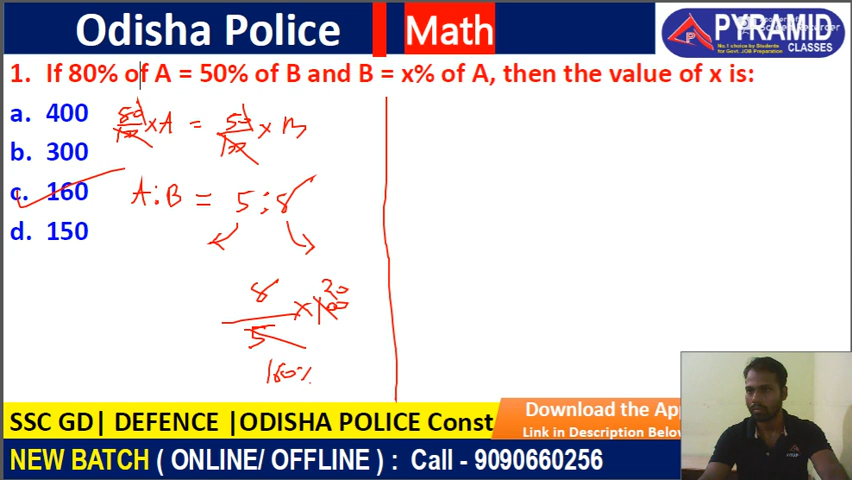 Odisha Police Math
PYRAMID
No.1 choice by Students
for Govt. JOB Preparation
CLASSES
1. If 80% of A = 50% of B and B = x% of A, then the value of x is:
a. 400
b. 300
c. 160
d. 150
80/100 × A = 50/100 × B
A : B = 5 : 8
8/5 × 100 20
160%
SSC GD| DEFENCE |ODISHA POLICE Const
Download the App
Link in Description Below
NEW BATCH ( ONLINE/ OFFLINE ) : Call - 9090660256